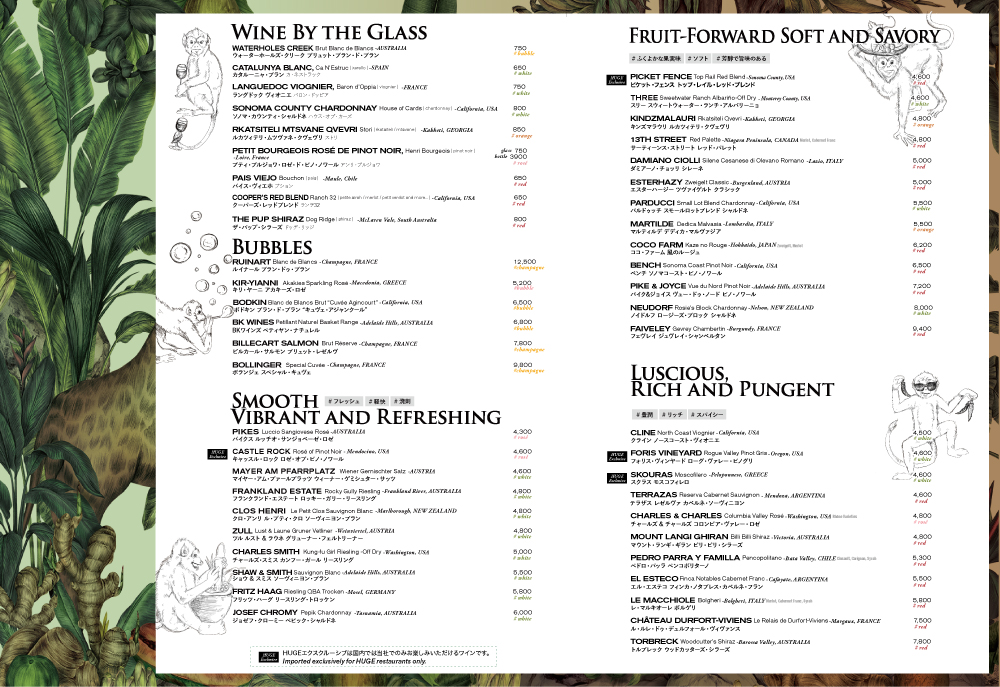 WINE BY THE GLASS
WATERHOLES CREEK Brut Blanc de Blancs -AUSTRALIA 750
ウォーターホールズ・クリーク ブリュット・ブラン・ド・ブラン # bubble
CATALUNYA BLANC, Ca N'Estruc | xarello | -SPAIN 650
カタルーニャ・ブラン カ・ネストラック # white
LANGUEDOC VIOGNIER, Baron d'Oppia | viognier | -FRANCE 750
ラングドック ヴィオニエ バロン・ドッピア # white
SONOMA COUNTY CHARDONNAY House of Cards | chardonnay | -California, USA 800
ソノマ・カウンティ・シャルドネ ハウス・オブ・カーズ # white
RKATSITELI MTSVANE QVEVRI Stori | rkatsiteli / mtsvane | -Kakheti, GEORGIA 850
ルカツィテリ・ムツヴァネ・クヴェヴリ ストリ # orange
PETIT BOURGEOIS ROSÉ DE PINOT NOIR, Henri Bourgeois | pinot noir | glass 750
-Loire, France bottle 3900
プティ・ブルジョワ・ロゼ・ド・ピノ・ノワール アンリ・ブルジョワ # rosé
PAIS VIEJO Bouchon | pais | -Maule, Chile 650
パイス・ヴィエホ ブション # red
COOPER'S RED BLEND Ranch 32 | petite sirah / merlot / petit verdot and more... | -California, USA 650
クーパーズ・レッドブレンド ランチ32 # red
THE PUP SHIRAZ Dog Ridge | shiraz | -McLaren Vale, South Australia 800
ザ・パップ・シラーズ ドッグ・リッジ # red
BUBBLES
RUINART Blanc de Blancs -Champagne, FRANCE 12,500
ルイナール ブラン・ドゥ・ブラン # champagne
KIR-YIANNI Akakies Sparkling Rosé -Macedonia, GREECE 5,200
キリ・ヤーニ アカキーズ・ロゼ # bubble
BODKIN Blanc de Blancs Brut "Cuvée Agincourt" -California, USA 6,500
ボドキン ブラン・ド・ブラン "キュヴェ・アジャンクール" # bubble
BK WINES Petillant Naturel Basket Range -Adelaide Hills, AUSTRALIA 6,800
BKワインズ ペティヤン・ナチュレル # bubble
BILLECART SALMON Brut Réserve -Champagne, FRANCE 7,800
ビルカール・サルモン ブリュット・レゼルヴ # champagne
BOLLINGER Special Cuvée -Champagne, FRANCE 9,800
ボランジェ スペシャル・キュヴェ # champagne
SMOOTH # フレッシュ # 軽快 # 溌剌
VIBRANT AND REFRESHING
PIKES Luccio Sangiovese Rosé -AUSTRALIA 4,300
パイクス ルッチオ・サンジョベーゼ・ロゼ # rosé
HUGE Exclusive CASTLE ROCK Rosé of Pinot Noir - Mendocino, USA 4,600
キャッスル・ロック ロゼ・オブ・ピノ・ノワール # rosé
MAYER AM PFARRPLATZ Wiener Gemischter Satz -AUSTRIA 4,600
マイヤー・アム・プァールプラッツ ウィーナー・ゲミシュター・サッツ # white
FRANKLAND ESTATE Rocky Gully Riesling -Frankland River, AUSTRALIA 4,800
フランクランド・エステート ロッキー・ガリー・リースリング # white
CLOS HENRI Le Petit Clos Sauvignon Blanc -Marlborough, NEW ZEALAND 4,800
クロ・アンリ ル・プティ・クロ ソーヴィニヨン・ブラン # white
ZULL Lust & Laune Gruner Vetliner -Weinviertel, AUSTRIA 4,800
ツル ルスト & ラウネ グリューナー・フェルトリーナー # white
CHARLES SMITH Kung-fu Girl Riesling -Off Dry -Washington, USA 5,000
チャールズ・スミス カンフー・ガール リースリング # white
SHAW & SMITH Sauvignon Blanc -Adelaide Hills, AUSTRALIA 5,500
ショウ & スミス ソーヴィニヨン・ブラン # white
FRITZ HAAG Riesling QBA Trocken -Mosel, GERMANY 5,800
フリッツ・ハーグ リースリング・トロッケン # white
JOSEF CHROMY Pepik Chardonnay -Tasmania, AUSTRALIA 6,000
ジョゼフ・クローミー ペピック・シャルドネ # white
HUGE Exclusive HUGEエクスクルーシブは国内では当社でのみお楽しみいただけるワインです。
Imported exclusively for HUGE restaurants only.
FRUIT-FORWARD SOFT AND SAVORY
# ふくよかな果実味 # ソフト # 芳醇で旨味のある
HUGE Exclusive PICKET FENCE Top Rail Red Blend -Sonoma County, USA 4,600
ピケット・フェンス トップ・レイル・レッド・ブレンド # red
THREE Sweetwater Ranch Albariño-Off Dry - Monterey County, USA 4,600
スリー スウィートウォーター・ランチ・アルバリーニョ # white
KINDZMALAURI Rkatsiteli Qvevri -Kakheti, GEORGIA 4,800
キンズマラウリ ルカツィテリ・クヴェヴリ # orange
13TH STREET Red Palette -Niagara Peninsula, CANADA 4,800
サーティーンス・ストリート レッド・パレット # red
DAMIANO CIOLLI Silene Cesanese di Olevano Romano -Lazio, ITALY 5,000
ダミアーノ・チョッリ シレーネ # red
ESTERHAZY Zweigelt Classic -Burgenland, AUSTRIA 5,000
エスターハージー ツヴァイゲルト クラシック # red
PARDUCCI Small Lot Blend Chardonnay -California, USA 5,500
パルドゥッチ スモールロットブレンド シャルドネ # white
MARTILDE Dedica Malvasia -Lombardia, ITALY 5,500
マルティルデ デディカ・マルヴァジア # orange
COCO FARM Kaze no Rouge -Hokkaido, JAPAN 6,200
ココ・ファーム 風のルージュ # red
BENCH Sonoma Coast Pinot Noir -California, USA 6,500
ベンチ ソノマコースト・ピノ・ノワール # red
PIKE & JOYCE Vue du Nord Pinot Noir -Adelaide Hills, AUSTRALIA 7,200
パイク&ジョイス ヴュー・ドゥ・ノード ピノ・ノワール # red
NEUDORF Rosie's Block Chardonnay -Nelson, NEW ZEALAND 8,000
ノイドルフ ロージーズ・ブロック シャルドネ # white
FAIVELEY Gevrey Chambertin -Burgundy, FRANCE 9,400
フェヴレイ ジュヴレイ・シャンベルタン # red
LUSCIOUS,
RICH AND PUNGENT
# 豊潤 # リッチ # スパイシー
CLINE North Coast Viognier -California, USA 4,500
クライン ノースコースト・ヴィオニエ # white
HUGE Exclusive FORIS VINEYARD Rogue Valley Pinot Gris -Oregon, USA 4,600
フォリス・ヴィンヤード ローグ・ヴァレー・ピノグリ # white
HUGE Exclusive SKOURAS Moscofilero -Peloponnese, GREECE 4,600
スクラス モスコフィレロ # white
TERRAZAS Reserva Cabernet Sauvignon - Mendoza, ARGENTINA 4,600
テラザス レゼルヴァ カベルネ・ソーヴィニヨン # red
CHARLES & CHARLES Columbia Valley Rosé -Washington, USA 4,800
チャールズ & チャールズ コロンビア・ヴァレー・ロゼ # rosé
MOUNT LANGI GHIRAN Billi Billi Shiraz -Victoria, AUSTRALIA 4,800
マウント・ランギ・ギラン ビリ・ビリ・シラーズ # red
PEDRO PARRA Y FAMILLA Pencopolitano -Itata Valley, CHILE 5,300
ペドロ・パッラ ペンコポリターノ # red
EL ESTECO Finca Notables Cabernet Franc -Cafayate, ARGENTINA 5,500
エル・エステコ フィンカ・ノタブレス・カベルネ・フラン # red
LE MACCHIOLE Bolgheri -Bolgheri, ITALY 5,800
レ・マルキオーレ ボルゲリ # red
CHÂTEAU DURFORT-VIVIENS Le Relais de Durfort-Viviens -Margaux, FRANCE 7,500
ル・ルレ・ドゥ・デュルフォール・ヴィヴァンス # red
TORBRECK Woodcutter's Shiraz -Barossa Valley, AUSTRALIA 7,800
トルブレック ウッドカッターズ・シラーズ # red